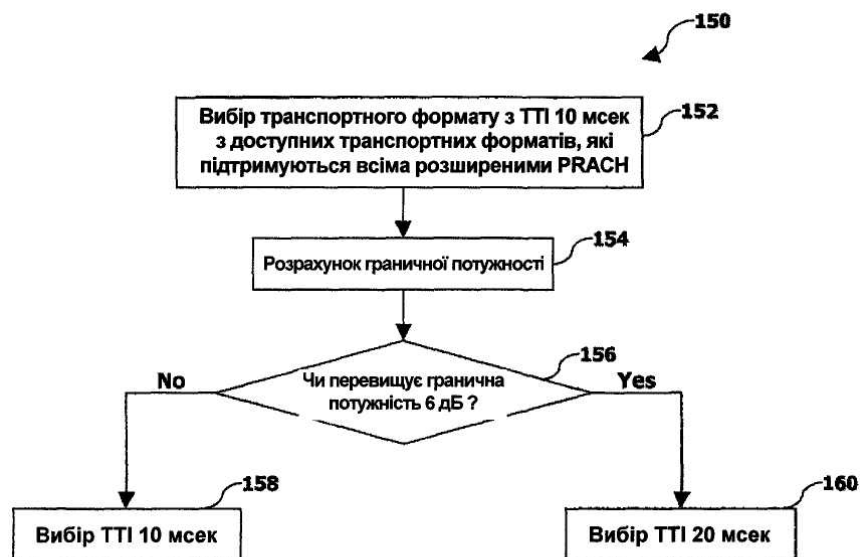 150
Вибір транспортного формату з ТТІ 10 мсек
з доступних транспортних форматів, які
підтримуються всіма розширеними PRACH
152
Розрахунок граничної потужності
154
Чи перевищує гранична
потужність 6 дБ ?
156
No
Yes
Вибір ТТІ 10 мсек
158
Вибір ТТІ 20 мсек
160